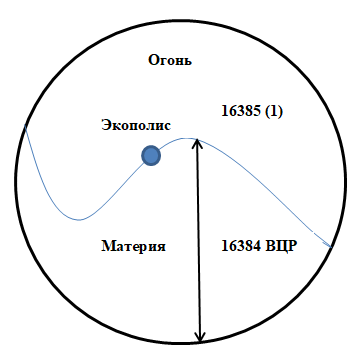 Огонь
16385 (1)
Экополис
Материя
16384 ВЦР